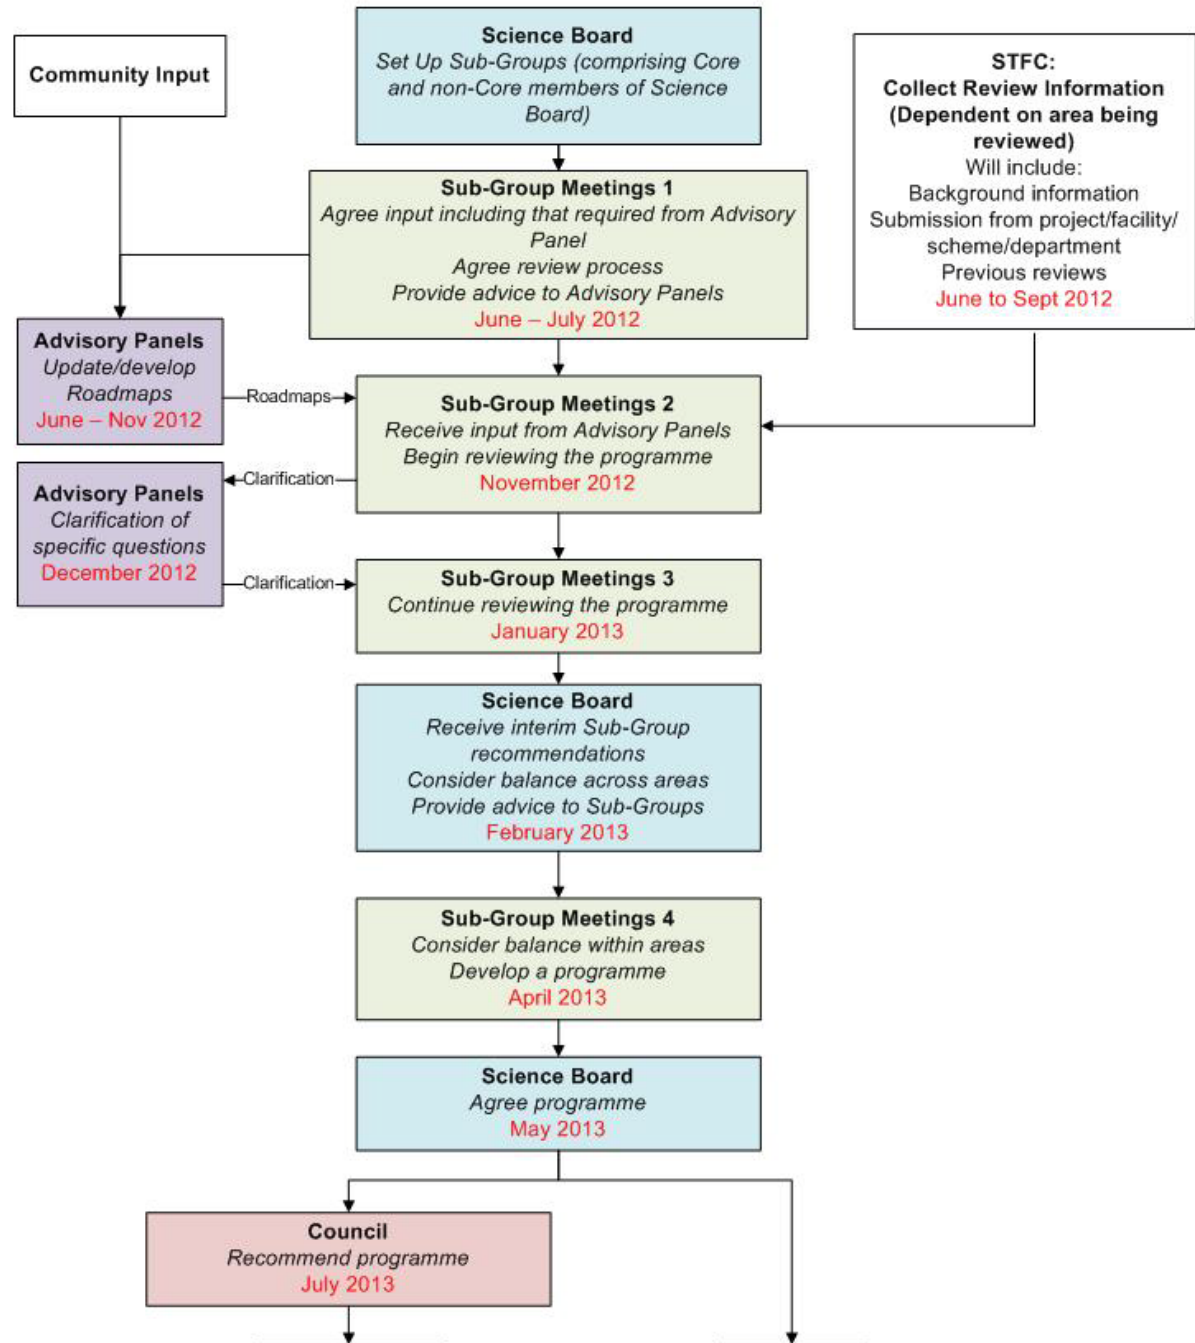 Community Input
Science Board
Set Up Sub-Groups (comprising Core
and non-Core members of Science
Board)
STFC:
Collect Review Information
(Dependent on area being
reviewed)
Will include:
Background information
Submission from project/facility/
scheme/department
Previous reviews
June to Sept 2012
Sub-Group Meetings 1
Agree input including that required from Advisory
Panel
Agree review process
Provide advice to Advisory Panels
June – July 2012
Advisory Panels
Update/develop
Roadmaps
June – Nov 2012
Roadmaps
Sub-Group Meetings 2
Receive input from Advisory Panels
Begin reviewing the programme
November 2012
Clarification
Advisory Panels
Clarification of
specific questions
December 2012
Clarification
Sub-Group Meetings 3
Continue reviewing the programme
January 2013
Science Board
Receive interim Sub-Group
recommendations
Consider balance across areas
Provide advice to Sub-Groups
February 2013
Sub-Group Meetings 4
Consider balance within areas
Develop a programme
April 2013
Science Board
Agree programme
May 2013
Council
Recommend programme
July 2013